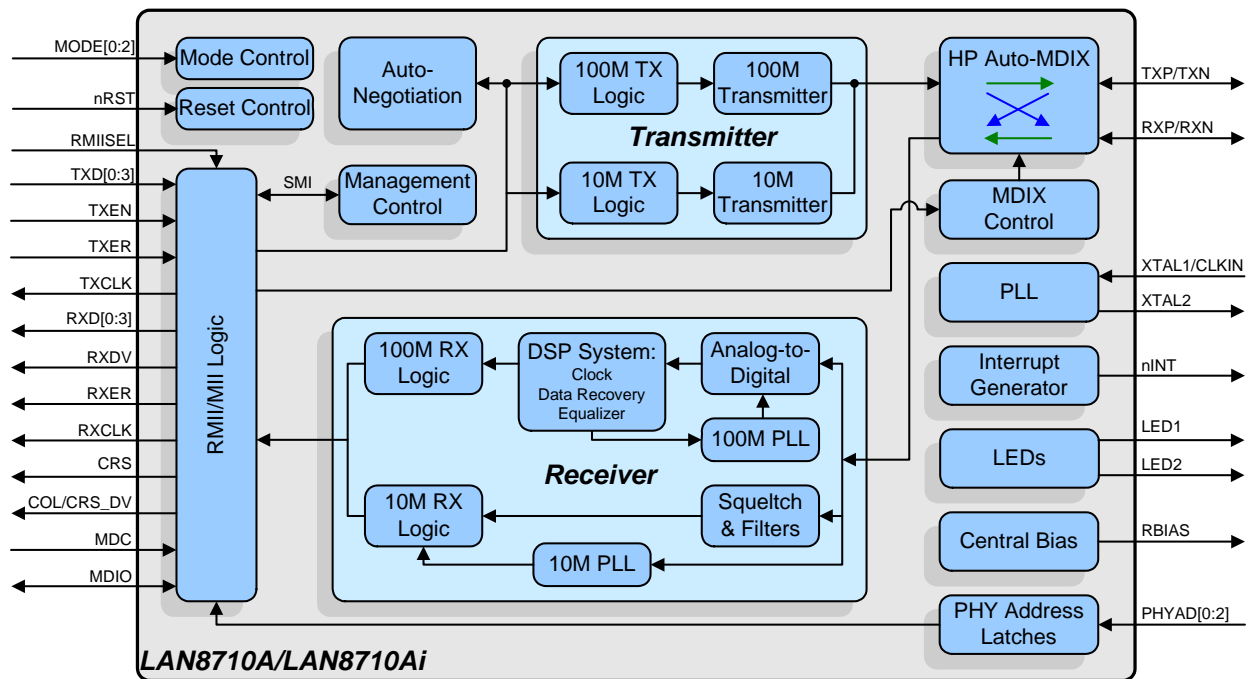 MODE[0:2]
nRST
RMIISEL
TXD[0:3]
TXEN
TXER
TXCLK
RXD[0:3]
RXDV
RXER
RXCLK
CRS
COL/CRS_DV
MDC
MDIO
Mode Control
Reset Control
RMII/MII Logic
SMI
Auto-
Negotiation
Management
Control
100M TX
Logic
100M
Transmitter
Transmitter
10M TX
Logic
10M
Transmitter
100M RX
Logic
DSP System:
Clock
Data Recovery
Equalizer
Analog-to-
Digital
100M PLL
Receiver
10M RX
Logic
Squeltch
& Filters
10M PLL
HP Auto-MDIX
MDIX
Control
PLL
Interrupt
Generator
LEDs
Central Bias
PHY Address
Latches
TXP/TXN
RXP/RXN
XTAL1/CLKIN
XTAL2
nINT
LED1
LED2
RBIAS
PHYAD[0:2]
LAN8710A/LAN8710Ai